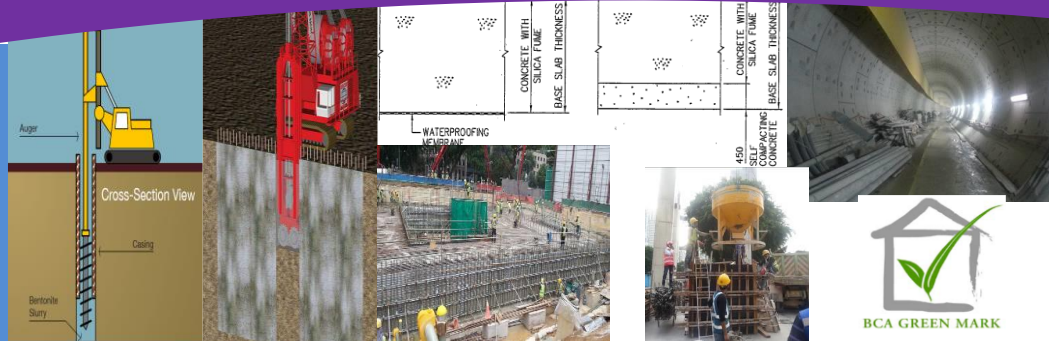 Auger
Cross-Section View
Casing
Bentonite
Slurry
CONCRETE WITH
SILICA FUME
BASE SLAB THICKNESS
WATERPROOFING
MEMBRANE
CONCRETE WITH
SILICA FUME
BASE SLAB THICKNESS
450
SELF
COMPACTING
CONCRETE
BCA GREEN MARK